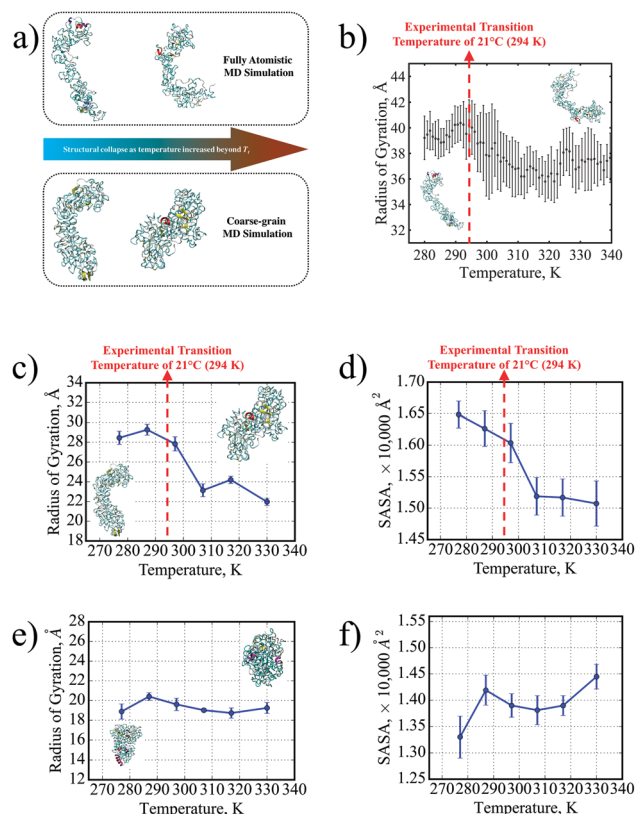 a)
Fully Atomistic
MD Simulation
Structural collapse as temperature increased beyond Tt
Coarse-grain
MD Simulation
Experimental Transition
Temperature of 21°C (294 K)
b)
Radius of Gyration, Å
44
42
40
38
36
34
32
280 290 300 310 320 330 340
Temperature, K
Experimental Transition
Temperature of 21°C (294 K)
c)
Radius of Gyration, Å
34
32
30
28
26
24
22
20
18
270 280 290 300 310 320 330 340
Temperature, K
Experimental Transition
Temperature of 21°C (294 K)
d)
SASA, × 10,000 Å 2
1.70
1.65
1.60
1.55
1.50
1.45
270 280 290 300 310 320 330 340
Temperature, K
e)
Radius of Gyration, Å
28
26
24
22
20
18
16
14
12
270 280 290 300 310 320 330 340
Temperature, K
f)
SASA, × 10,000 Å 2
1.55
1.50
1.45
1.40
1.35
1.30
1.25
270 280 290 300 310 320 330 340
Temperature, K